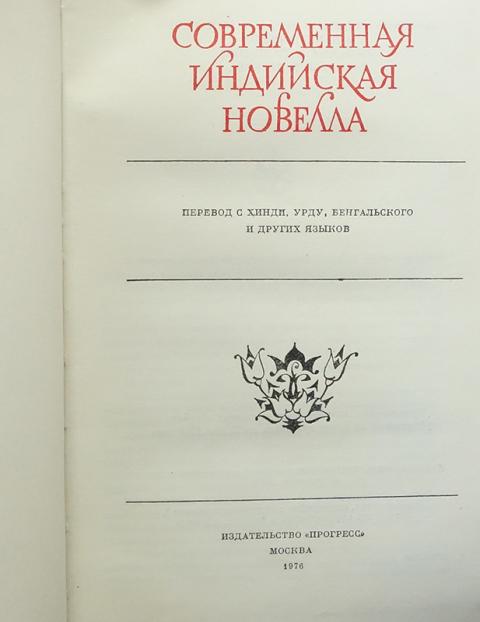 СОВРЕМЕННАЯ
ИНДИЙСКАЯ
НОВЕЛЛА
ПЕРЕВОД С ХИНДИ, УРДУ, БЕНГАЛЬСКОГО
И ДРУГИХ ЯЗЫКОВ
ИЗДАТЕЛЬСТВО «ПРОГРЕСС»
МОСКВА
1976